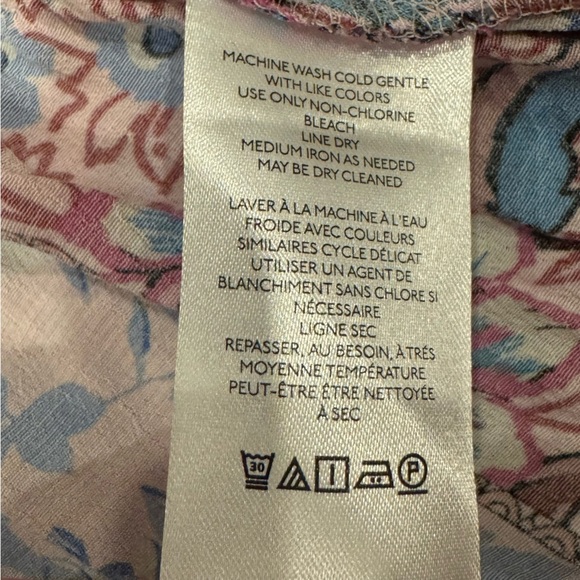 MACHINE WASH COLD GENTLE
WITH LIKE COLORS
USE ONLY NON-CHLORINE
BLEACH
LINE DRY
MEDIUM IRON AS NEEDED
MAY BE DRY CLEANED
LAVER À LA MACHINE À L'EAU
FROIDE AVEC COULEURS
SIMILAIRES CYCLE DÉLICAT
UTILISER UN AGENT DE
BLANCHIMENT SANS CHLORE SI
NÉCESSAIRE
LIGNE SEC
REPASSER, AU BESOIN, À TRÈS
MOYENNE TEMPÉRATURE
PEUT-ÊTRE ÊTRE NETTOYÉE
À SEC
30 P